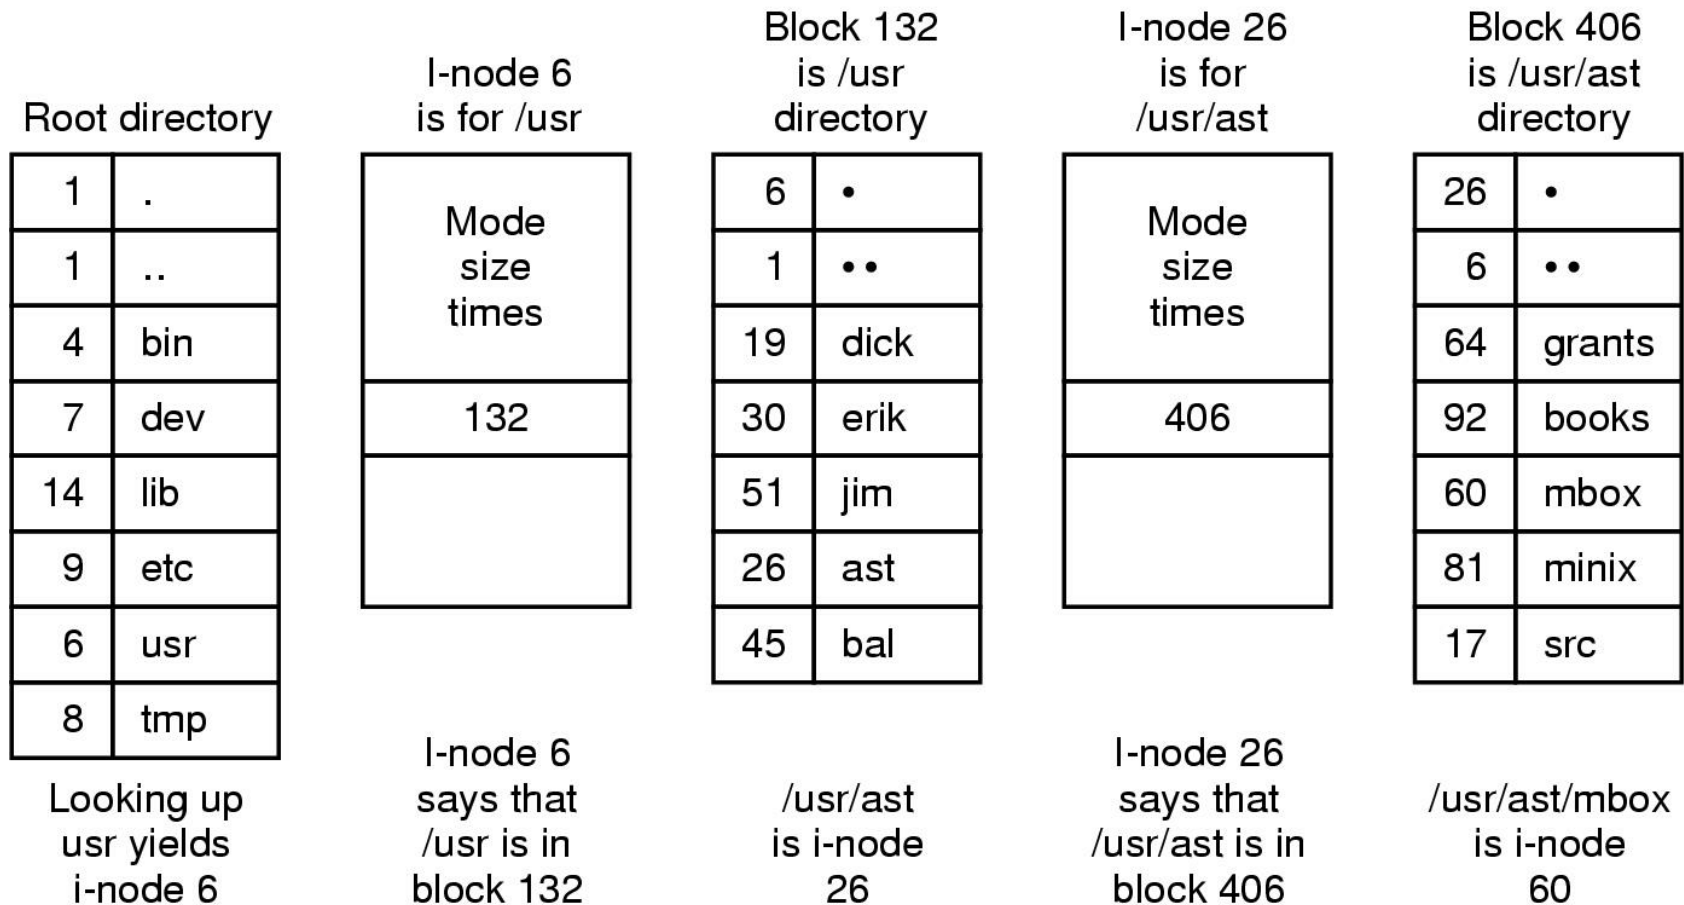 Root directory
1 .
1 ..
4 bin
7 dev
14 lib
9 etc
6 usr
8 tmp
Looking up
usr yields
i-node 6
I-node 6
is for /usr
Mode
size
times
132
I-node 6
says that
/usr is in
block 132
Block 132
is /usr
directory
6 •
1 ••
19 dick
30 erik
51 jim
26 ast
45 bal
/usr/ast
is i-node
26
I-node 26
is for
/usr/ast
Mode
size
times
406
I-node 26
says that
/usr/ast is in
block 406
Block 406
is /usr/ast
directory
26 •
6 ••
64 grants
92 books
60 mbox
81 minix
17 src
/usr/ast/mbox
is i-node
60